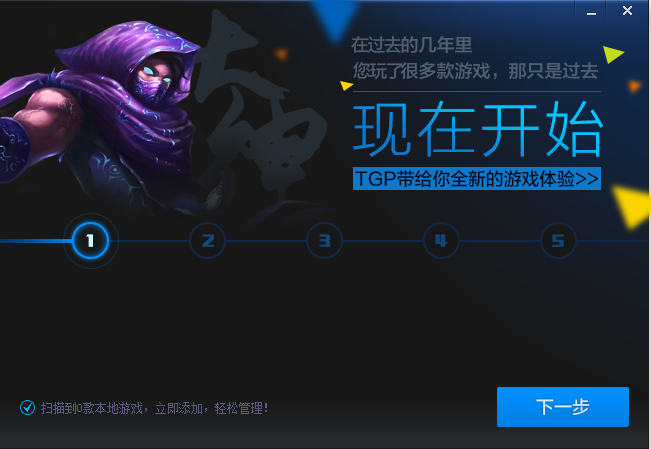 大神
在过去的几年里
您玩了很多款游戏，那只是过去
现在开始
TGP带给你全新的游戏体验>>
1 2 3 4 5
扫描到0款本地游戏，立即添加，轻松管理！
下一步